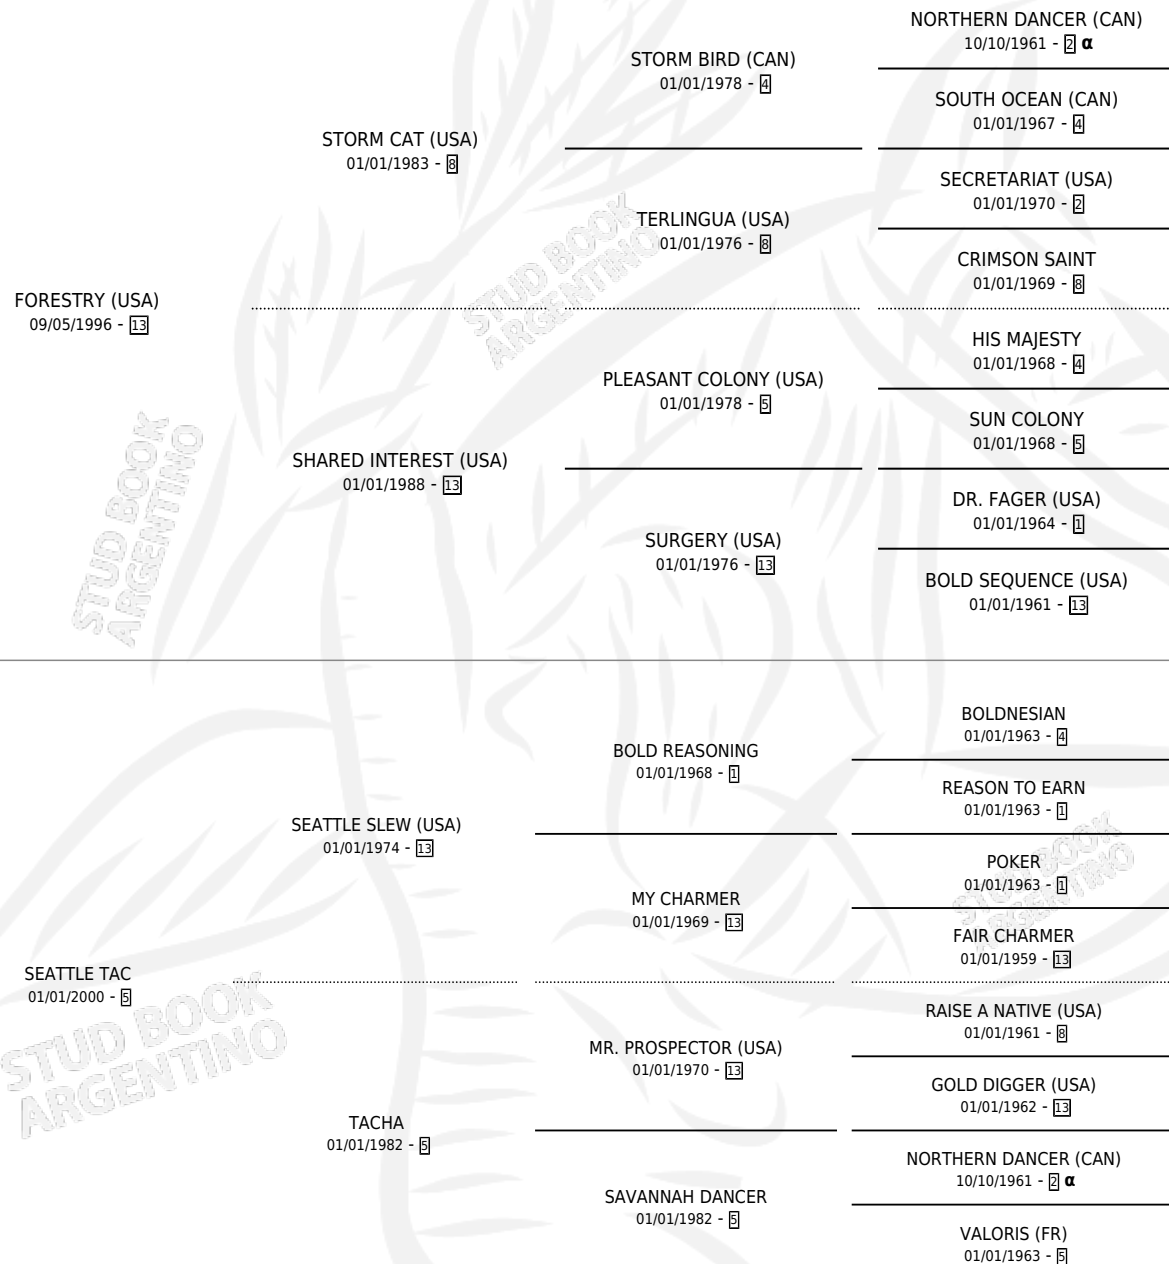 NORTHERN DANCER (CAN)
10/10/1961 - 2 α
STORM BIRD (CAN)
01/01/1978 - 4
SOUTH OCEAN (CAN)
01/01/1967 - 4
STORM CAT (USA)
01/01/1983 - 8
SECRETARIAT (USA)
01/01/1970 - 2
TERLINGUA (USA)
01/01/1976 - 8
CRIMSON SAINT
01/01/1969 - 8
STUD BOOK
ARGENTINO
FORESTRY (USA)
09/05/1996 - 13
HIS MAJESTY
01/01/1968 - 4
PLEASANT COLONY (USA)
01/01/1978 - 5
SUN COLONY
01/01/1968 - 5
SHARED INTEREST (USA)
01/01/1988 - 13
DR. FAGER (USA)
01/01/1964 - 1
SURGERY (USA)
01/01/1976 - 13
BOLD SEQUENCE (USA)
01/01/1961 - 13
STUD BOOK
ARGENTINO
BOLDNESIAN
01/01/1963 - 4
BOLD REASONING
01/01/1968 - 1
REASON TO EARN
01/01/1963 - 1
SEATTLE SLEW (USA)
01/01/1974 - 13
POKER
01/01/1963 - 1
MY CHARMER
01/01/1969 - 13
FAIR CHARMER
01/01/1959 - 13
STUD BOOK
ARGENTINO
SEATTLE TAC
01/01/2000 - 5
RAISE A NATIVE (USA)
01/01/1961 - 8
MR. PROSPECTOR (USA)
01/01/1970 - 13
GOLD DIGGER (USA)
01/01/1962 - 13
TACHA
01/01/1982 - 5
NORTHERN DANCER (CAN)
10/10/1961 - 2 α
SAVANNAH DANCER
01/01/1982 - 5
VALORIS (FR)
01/01/1963 - 5
STUD BOOK
ARGENTINO